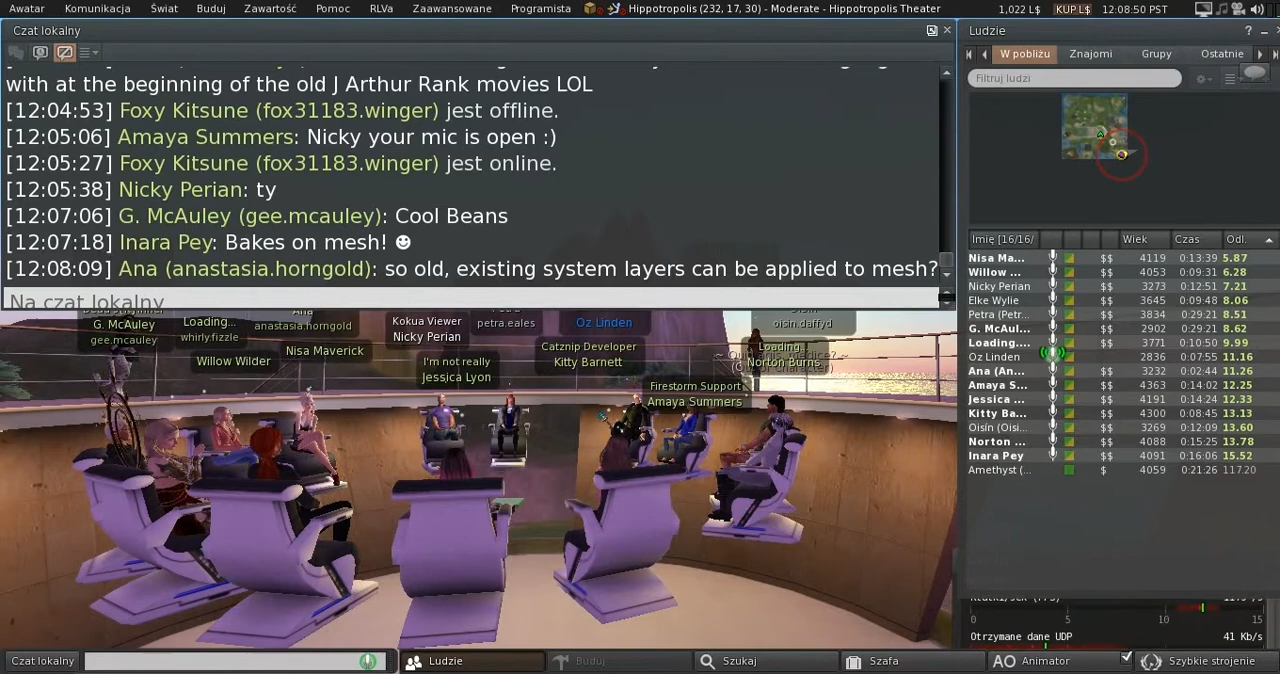 Awatar Komunikacja Świat Buduj Zawartość Pomoc RLVa Zaawansowane Programista Hippotropolis (232, 17, 30) - Moderate - Hippotropolis Theater 1,022 L$ KUP L$ 12:08:50 PST
Czat lokalny
with at the beginning of the old J Arthur Rank movies LOL
[12:04:53] Foxy Kitsune (fox31183.winger) jest offline.
[12:05:06] Amaya Summers: Nicky your mic is open :)
[12:05:27] Foxy Kitsune (fox31183.winger) jest online.
[12:05:38] Nicky Perian: ty
[12:07:06] G. McAuley (gee.mcauley): Cool Beans
[12:07:18] Inara Pey: Bakes on mesh! ☻
[12:08:09] Ana (anastasia.horngold): so old, existing system layers can be applied to mesh?
Na czat lokalny
G. McAuley
gee.mcauley
Loading...
whirly.fizzle
Willow Wilder
Ana
anastasia.horngold
Nisa Maverick
Kokua Viewer
Nicky Perian
I'm not really
Jessica Lyon
petra.eales
Oz Linden
Catznip Developer
Kitty Barnett
Firestorm Support
Amaya Summers
oisin.daffyd
Loading...
Norton Burns
Ludzie
W pobliżu Znajomi Grupy Ostatnie
Filtruj ludzi
Imię [16/16/ Wiek Czas Odl.
Nisa Ma... $$ 4119 0:13:39 5.87
Willow ... $$ 4053 0:09:31 6.28
Nicky Perian $$ 3273 0:12:51 7.21
Elke Wylie $$ 3645 0:09:48 8.06
Petra (Petr... $$ 3834 0:29:21 8.51
G. McAul... $$ 2902 0:29:21 8.62
Loading.... $$ 3771 0:10:50 9.99
Oz Linden $$ 2836 0:07:50 11.16
Ana (An... $$ 3232 0:02:44 11.26
Amaya S... $$ 4363 0:14:02 12.25
Jessica ... $$ 4191 0:14:24 12.33
Kitty Ba... $$ 4300 0:08:45 13.13
Oisín (Oisi... $$ 3269 0:12:09 13.60
Norton ... $$ 4088 0:15:25 13.78
Inara Pey $$ 4091 0:16:06 15.52
Amethyst (... $ 4059 0:21:26 117.20
0 5 10 15
Otrzymane dane UDP 41 Kb/s
Czat lokalny Ludzie Buduj Szukaj Szafa AO Animator Szybkie strojenie